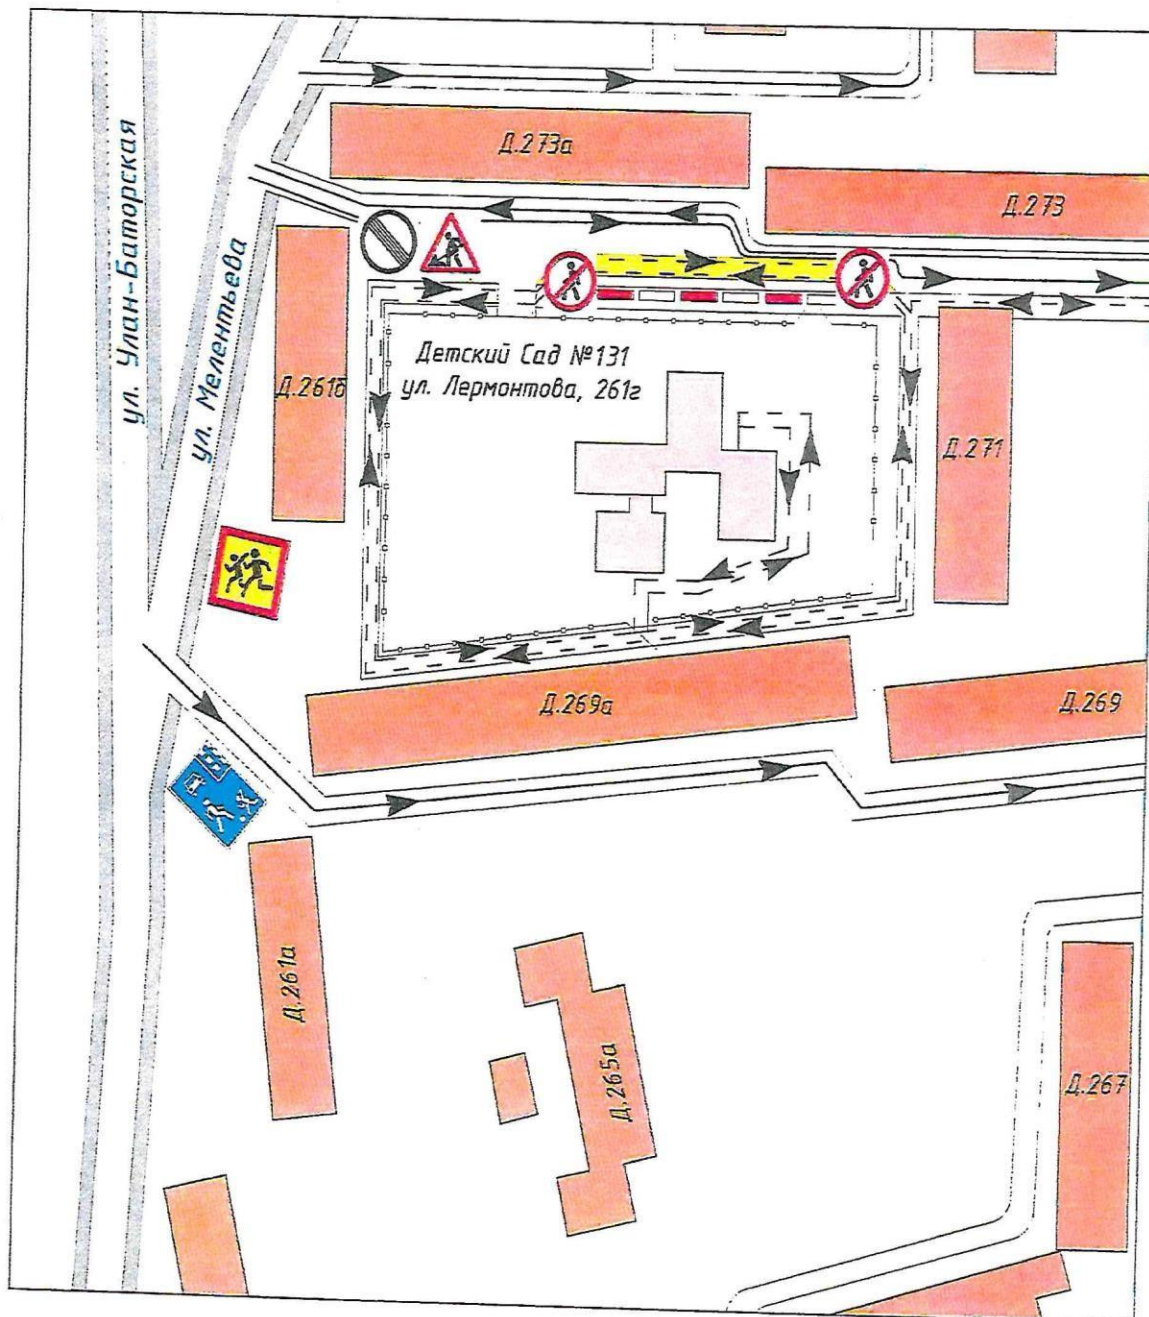 ул. Улан-Баторская
ул. Мелентьева
Д.273а
Д.273
Д.261б
Детский Сад №131
ул. Лермонтова, 261г
Д.271
Д.269а
Д.269
Д.261а
Д.265а
Д.267